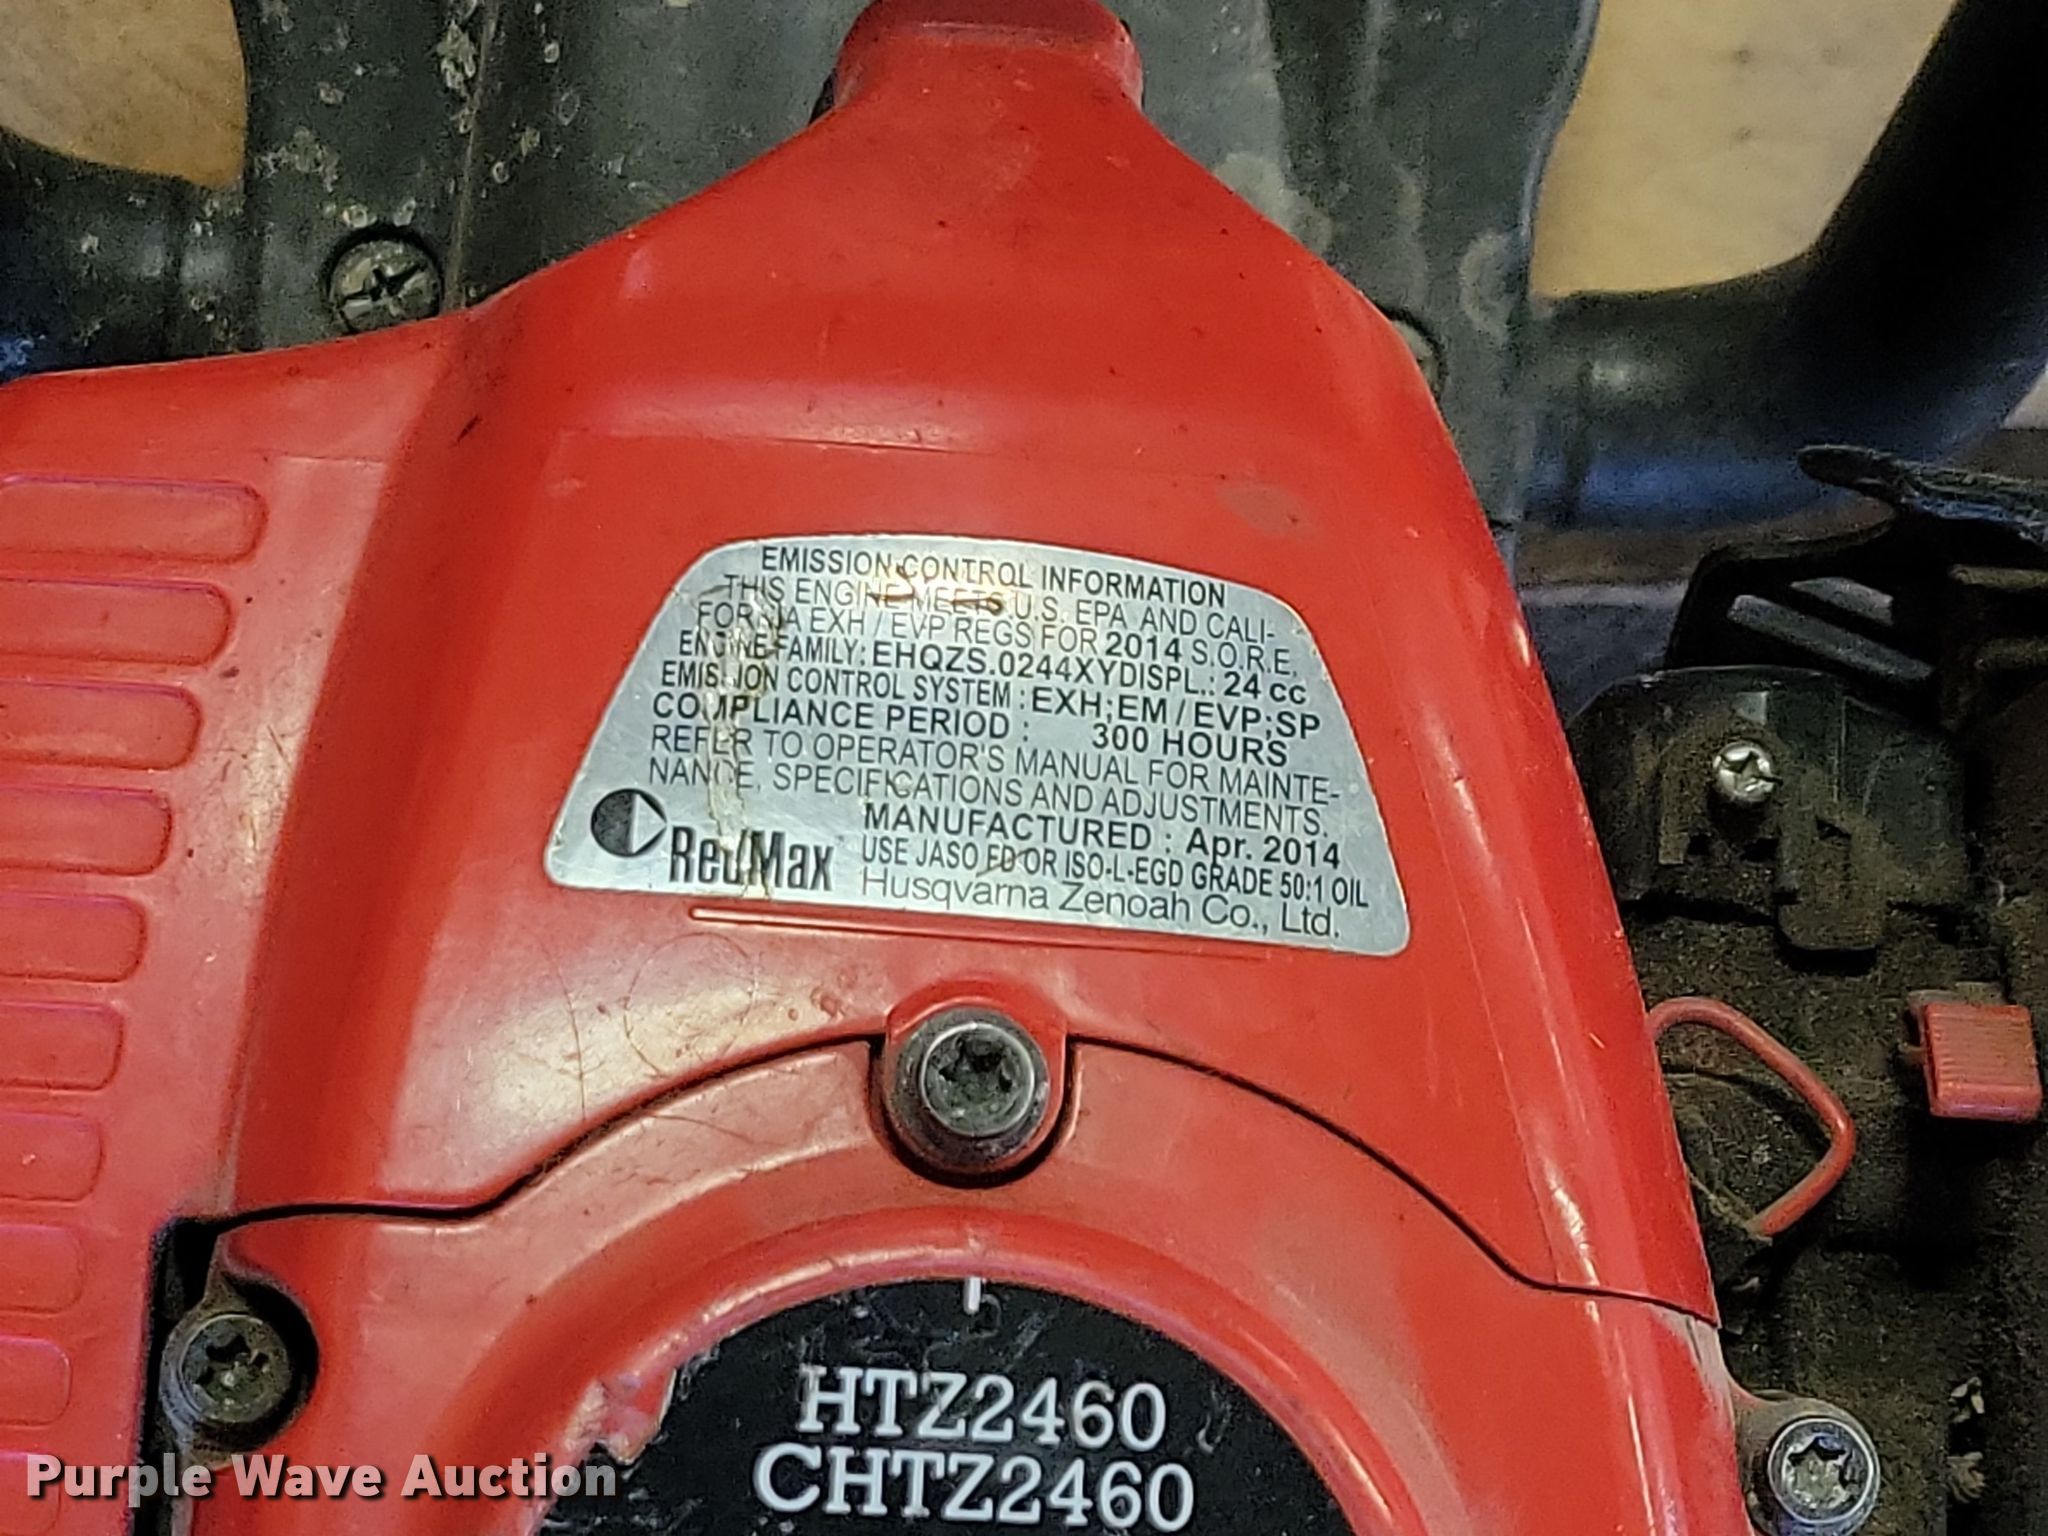 EMISSION CONTROL INFORMATION
THIS ENGINE MEETS U.S. EPA AND CALI-
FORNIA EXH / EVP REGS FOR 2014 S.O.R.E.
ENGINE FAMILY: EHQZS.0244XY DISPL.: 24 cc
EMISSION CONTROL SYSTEM : EXH;EM / EVP;SP
COMPLIANCE PERIOD : 300 HOURS
REFER TO OPERATOR'S MANUAL FOR MAINTE-
NANCE, SPECIFICATIONS AND ADJUSTMENTS.
MANUFACTURED : Apr. 2014
RedMax
USE JASO FD OR ISO-L-EGD GRADE 50:1 OIL
Husqvarna Zenoah Co., Ltd.
HTZ2460
CHTZ2460
Purple Wave Auction